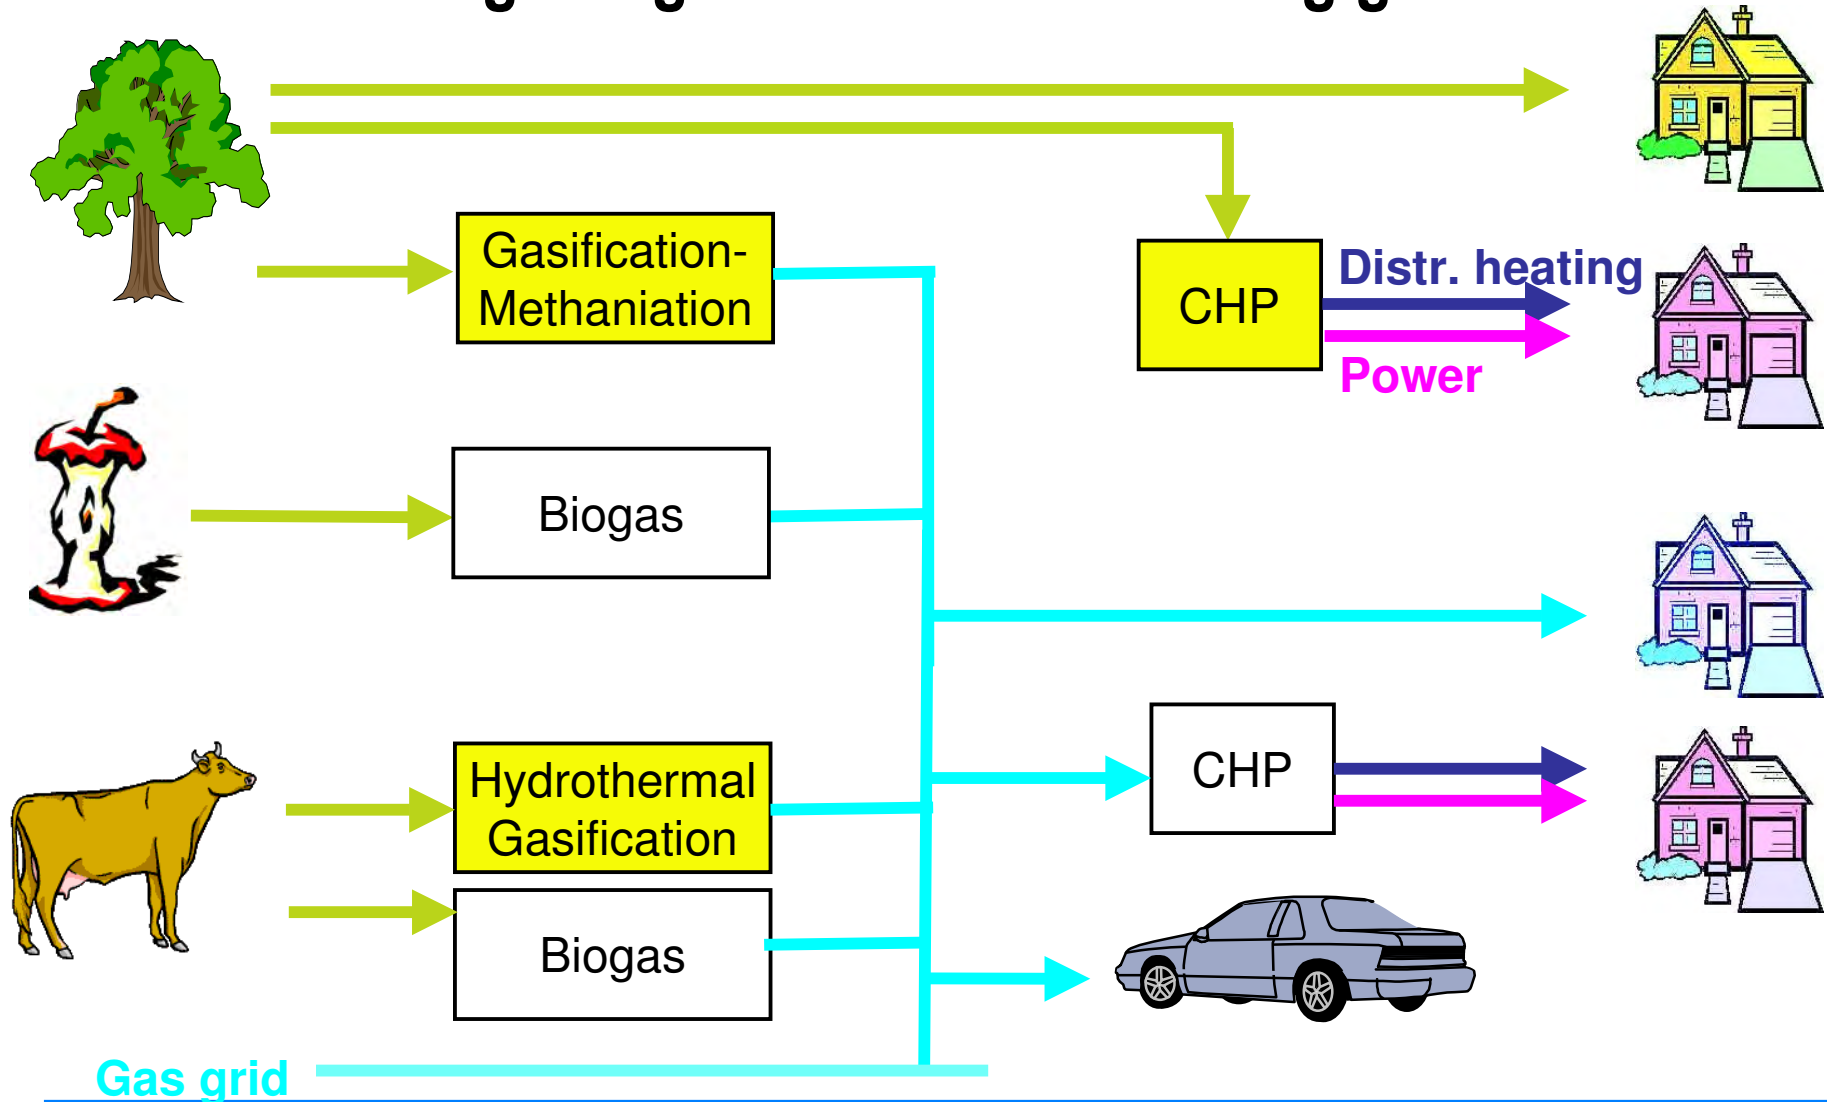 Gasification-
Methaniation
Distr. heating
CHP
Power
Biogas
Hydrothermal
Gasification
CHP
Biogas
Gas grid